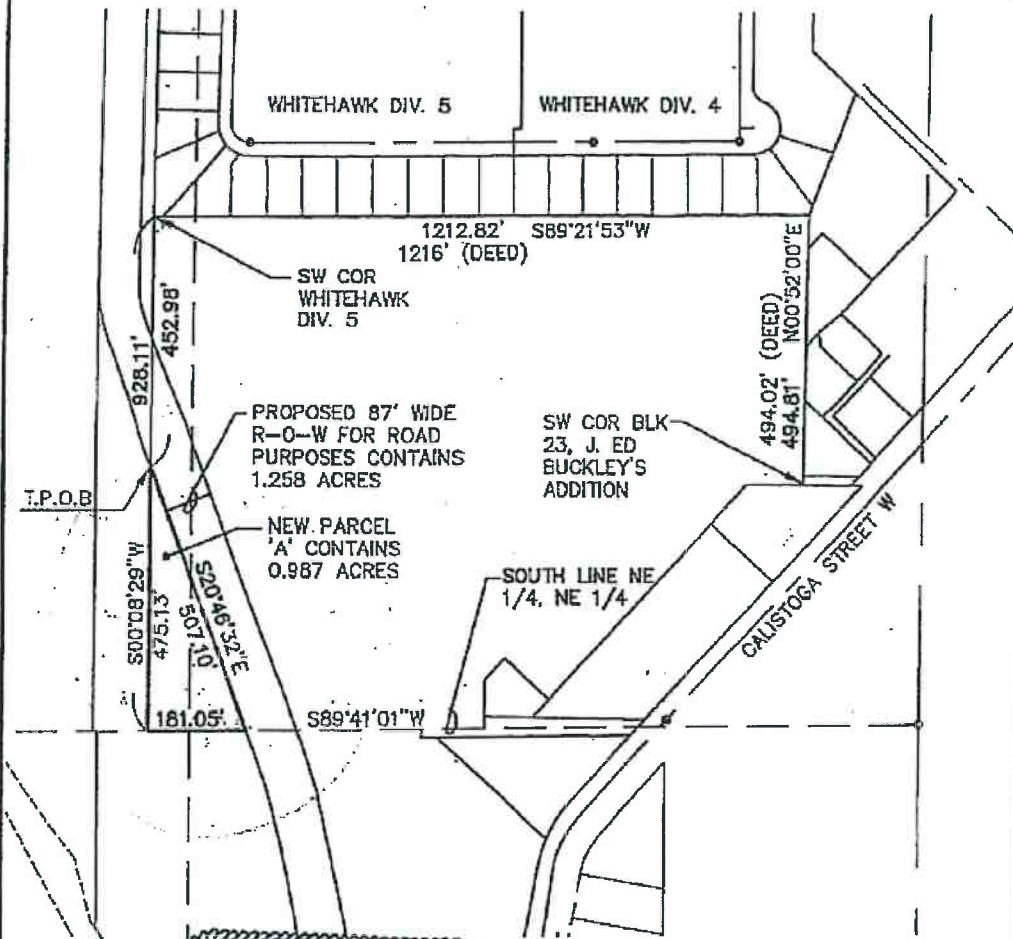 WHITEHAWK DIV. 5
WHITEHAWK DIV. 4
1212.82' S89°21'53"W
1216' (DEED)
SW COR
WHITEHAWK
DIV. 5
452.98'
928.11'
N00°52'00"E
494.02' (DEED)
494.81'
PROPOSED 87' WIDE
R-O-W FOR ROAD
PURPOSES CONTAINS
1.258 ACRES
SW COR BLK
23, J. ED
BUCKLEY'S
ADDITION
T.P.O.B
NEW PARCEL
'A' CONTAINS
0.987 ACRES
S00°08'29"W
475.13'
S20°46'32"E
507.10'
SOUTH LINE NE
1/4, NE 1/4
CALISTOGA STREET W
181.05'
S89°41'01"W